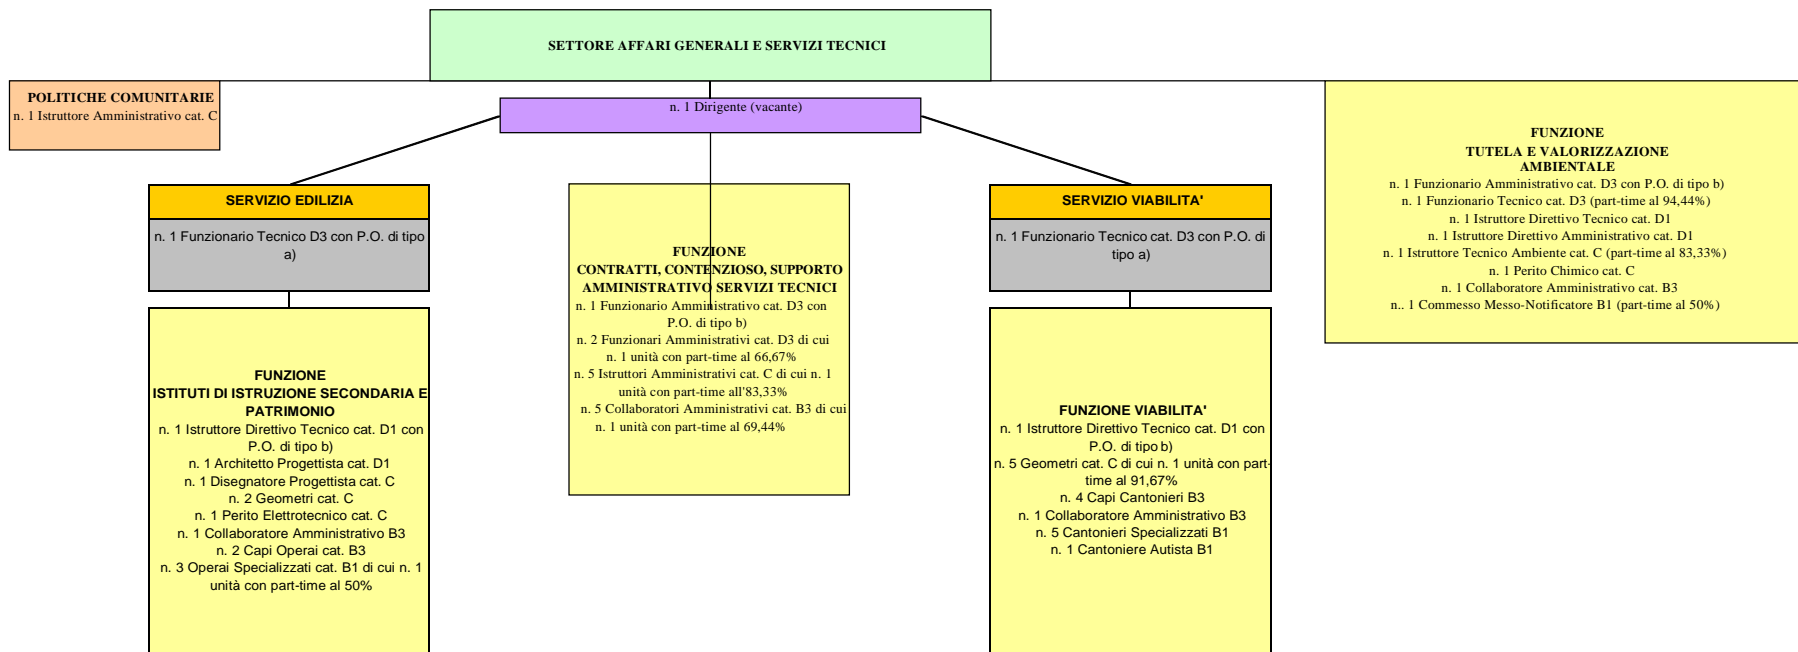 SETTORE AFFARI GENERALI E SERVIZI TECNICI
POLITICHE COMUNITARIE
n. 1 Istruttore Amministrativo cat. C
n. 1 Dirigente (vacante)
SERVIZIO EDILIZIA
n. 1 Funzionario Tecnico D3 con P.O. di tipo
a)
FUNZIONE
ISTITUTI DI ISTRUZIONE SECONDARIA E
PATRIMONIO
n. 1 Istruttore Direttivo Tecnico cat. D1 con
P.O. di tipo b)
n. 1 Architetto Progettista cat. D1
n. 1 Disegnatore Progettista cat. C
n. 2 Geometri cat. C
n. 1 Perito Elettrotecnico cat. C
n. 1 Collaboratore Amministrativo B3
n. 2 Capi Operai cat. B3
n. 3 Operai Specializzati cat. B1 di cui n. 1
unità con part-time al 50%
FUNZIONE
CONTRATTI, CONTENZIOSO, SUPPORTO
AMMINISTRATIVO SERVIZI TECNICI
n. 1 Funzionario Amministrativo cat. D3 con
P.O. di tipo b)
n. 2 Funzionari Amministrativi cat. D3 di cui
n. 1 unità con part-time al 66,67%
n. 5 Istruttori Amministrativi cat. C di cui n. 1
unità con part-time all'83,33%
n. 5 Collaboratori Amministrativi cat. B3 di cui
n. 1 unità con part-time al 69,44%
SERVIZIO VIABILITA'
n. 1 Funzionario Tecnico cat. D3 con P.O. di
tipo a)
FUNZIONE VIABILITA'
n. 1 Istruttore Direttivo Tecnico cat. D1 con
P.O. di tipo b)
n. 5 Geometri cat. C di cui n. 1 unità con part-
time al 91,67%
n. 4 Capi Cantonieri B3
n. 1 Collaboratore Amministrativo B3
n. 5 Cantonieri Specializzati B1
n. 1 Cantoniere Autista B1
FUNZIONE
TUTELA E VALORIZZAZIONE
AMBIENTALE
n. 1 Funzionario Amministrativo cat. D3 con P.O. di tipo b)
n. 1 Funzionario Tecnico cat. D3 (part-time al 94,44%)
n. 1 Istruttore Direttivo Tecnico cat. D1
n. 1 Istruttore Direttivo Amministrativo cat. D1
n. 1 Istruttore Tecnico Ambiente cat. C (part-time al 83,33%)
n. 1 Perito Chimico cat. C
n. 1 Collaboratore Amministrativo cat. B3
n.. 1 Commesso Messo-Notificatore B1 (part-time al 50%)